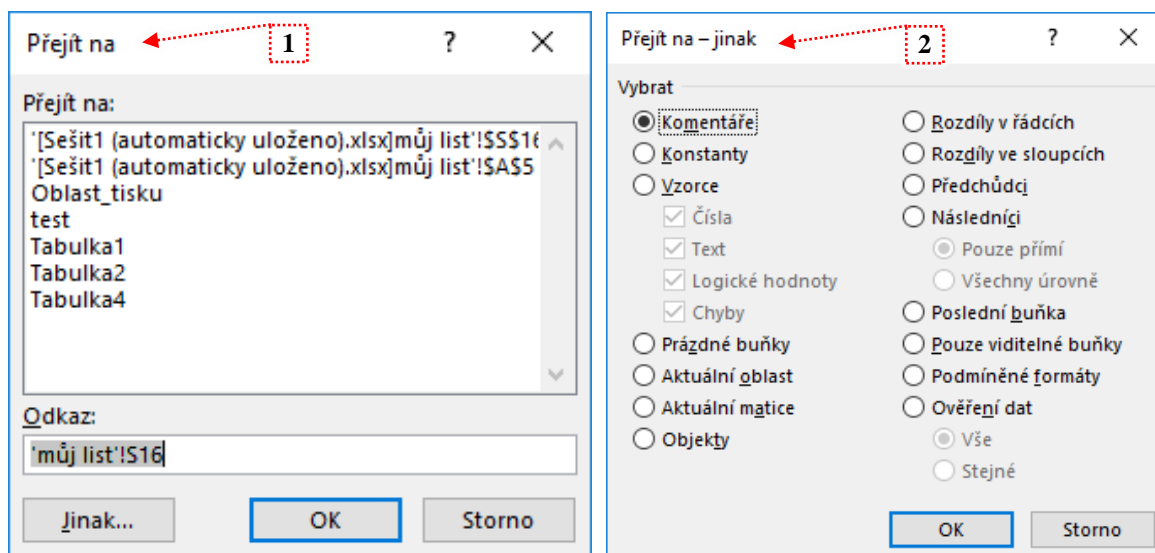 Přejít na
1
?
Přejít na:
'[Sešit1 (automaticky uloženo).xlsx]můj list'!$S$16
'[Sešit1 (automaticky uloženo).xlsx]můj list'!$A$5
Oblast_tisku
test
Tabulka1
Tabulka2
Tabulka4
Odkaz:
'můj list'!S16
Jinak...
OK
Storno
Přejít na – jinak
2
?
Vybrat
Komentáře
Konstanty
Vzorce
Čísla
Text
Logické hodnoty
Chyby
Prázdné buňky
Aktuální oblast
Aktuální matice
Objekty
Rozdíly v řádcích
Rozdíly ve sloupcích
Předchůdci
Následníci
Pouze přímí
Všechny úrovně
Poslední buňka
Pouze viditelné buňky
Podmíněné formáty
Ověření dat
Vše
Stejné
OK
Storno